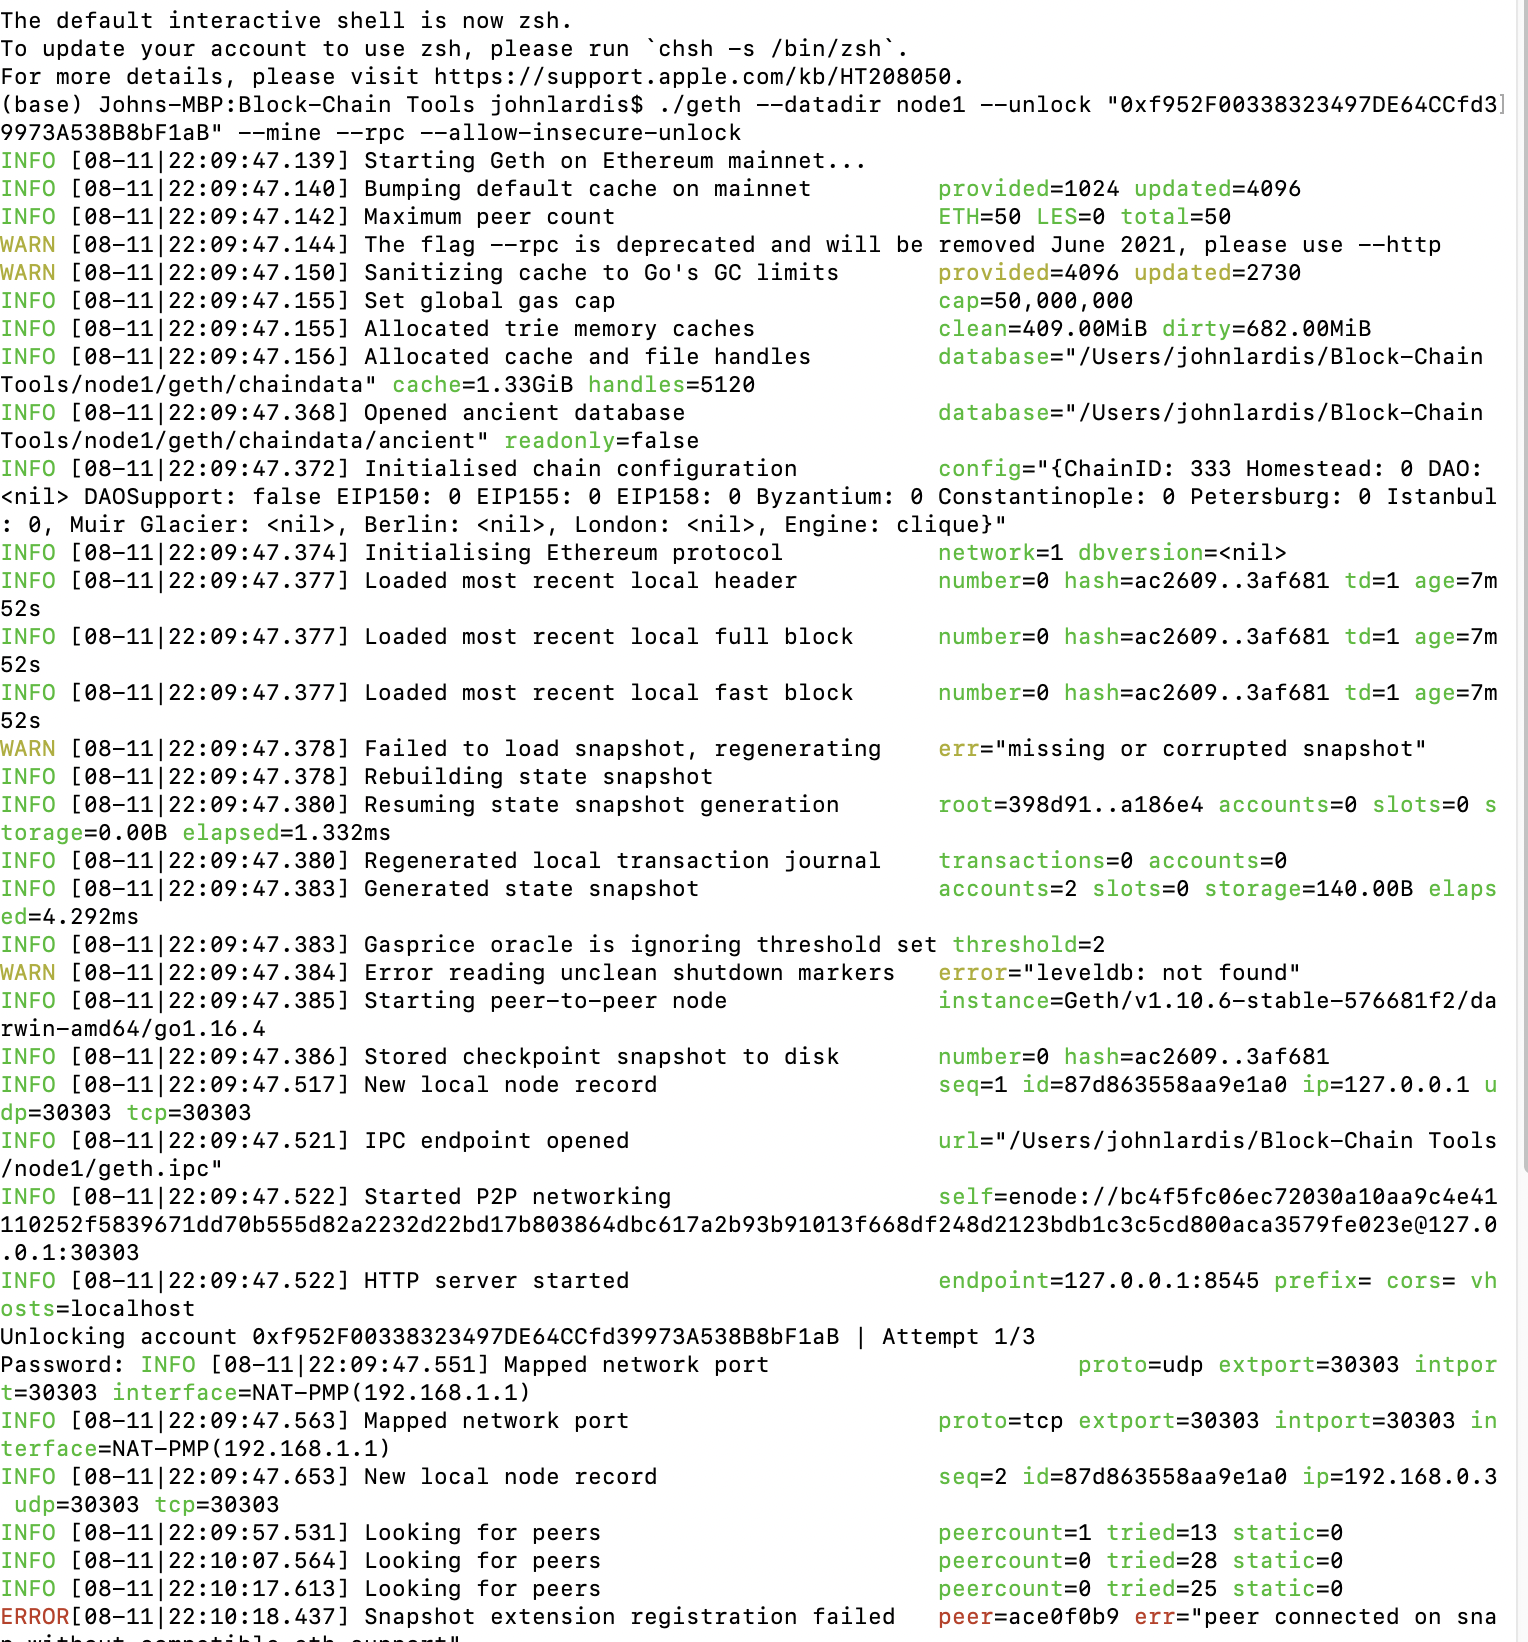 The default interactive shell is now zsh.
To update your account to use zsh, please run `chsh -s /bin/zsh`.
For more details, please visit https://support.apple.com/kb/HT208050.
(base) Johns-MBP:Block-Chain Tools johnlardis$ ./geth --datadir node1 --unlock "0xf952F00338323497DE64CCfd3]
9973A538B8bF1aB" --mine --rpc --allow-insecure-unlock
INFO [08-11|22:09:47.139] Starting Geth on Ethereum mainnet...
INFO [08-11|22:09:47.140] Bumping default cache on mainnet         provided=1024 updated=4096
INFO [08-11|22:09:47.142] Maximum peer count                       ETH=50 LES=0 total=50
WARN [08-11|22:09:47.144] The flag --rpc is deprecated and will be removed June 2021, please use --http
WARN [08-11|22:09:47.150] Sanitizing cache to Go's GC limits       provided=4096 updated=2730
INFO [08-11|22:09:47.155] Set global gas cap                       cap=50,000,000
INFO [08-11|22:09:47.155] Allocated trie memory caches             clean=409.00MiB dirty=682.00MiB
INFO [08-11|22:09:47.156] Allocated cache and file handles         database="/Users/johnlardis/Block-Chain
Tools/node1/geth/chaindata" cache=1.33GiB handles=5120
INFO [08-11|22:09:47.368] Opened ancient database                  database="/Users/johnlardis/Block-Chain
Tools/node1/geth/chaindata/ancient" readonly=false
INFO [08-11|22:09:47.372] Initialised chain configuration          config="{ChainID: 333 Homestead: 0 DAO:
<nil> DAOSupport: false EIP150: 0 EIP155: 0 EIP158: 0 Byzantium: 0 Constantinople: 0 Petersburg: 0 Istanbul
: 0, Muir Glacier: <nil>, Berlin: <nil>, London: <nil>, Engine: clique}"
INFO [08-11|22:09:47.374] Initialising Ethereum protocol           network=1 dbversion=<nil>
INFO [08-11|22:09:47.377] Loaded most recent local header          number=0 hash=ac2609..3af681 td=1 age=7m
52s
INFO [08-11|22:09:47.377] Loaded most recent local full block      number=0 hash=ac2609..3af681 td=1 age=7m
52s
INFO [08-11|22:09:47.377] Loaded most recent local fast block      number=0 hash=ac2609..3af681 td=1 age=7m
52s
WARN [08-11|22:09:47.378] Failed to load snapshot, regenerating    err="missing or corrupted snapshot"
INFO [08-11|22:09:47.378] Rebuilding state snapshot
INFO [08-11|22:09:47.380] Resuming state snapshot generation       root=398d91..a186e4 accounts=0 slots=0 s
torage=0.00B elapsed=1.332ms
INFO [08-11|22:09:47.380] Regenerated local transaction journal    transactions=0 accounts=0
INFO [08-11|22:09:47.383] Generated state snapshot                 accounts=2 slots=0 storage=140.00B elaps
ed=4.292ms
INFO [08-11|22:09:47.383] Gasprice oracle is ignoring threshold set threshold=2
WARN [08-11|22:09:47.384] Error reading unclean shutdown markers   error="leveldb: not found"
INFO [08-11|22:09:47.385] Starting peer-to-peer node               instance=Geth/v1.10.6-stable-576681f2/da
rwin-amd64/go1.16.4
INFO [08-11|22:09:47.386] Stored checkpoint snapshot to disk       number=0 hash=ac2609..3af681
INFO [08-11|22:09:47.517] New local node record                    seq=1 id=87d863558aa9e1a0 ip=127.0.0.1 u
dp=30303 tcp=30303
INFO [08-11|22:09:47.521] IPC endpoint opened                      url="/Users/johnlardis/Block-Chain Tools
/node1/geth.ipc"
INFO [08-11|22:09:47.522] Started P2P networking                   self=enode://bc4f5fc06ec72030a10aa9c4e41
110252f5839671dd70b555d82a2232d22bd17b803864dbc617a2b93b91013f668df248d2123bdb1c3c5cd800aca3579fe023e@127.0
.0.1:30303
INFO [08-11|22:09:47.522] HTTP server started                      endpoint=127.0.0.1:8545 prefix= cors= vh
osts=localhost
Unlocking account 0xf952F00338323497DE64CCfd39973A538B8bF1aB | Attempt 1/3
Password: INFO [08-11|22:09:47.551] Mapped network port                      proto=udp extport=30303 intpor
t=30303 interface=NAT-PMP(192.168.1.1)
INFO [08-11|22:09:47.563] Mapped network port                      proto=tcp extport=30303 intport=30303 in
terface=NAT-PMP(192.168.1.1)
INFO [08-11|22:09:47.653] New local node record                    seq=2 id=87d863558aa9e1a0 ip=192.168.0.3
 udp=30303 tcp=30303
INFO [08-11|22:09:57.531] Looking for peers                        peercount=1 tried=13 static=0
INFO [08-11|22:10:07.564] Looking for peers                        peercount=0 tried=28 static=0
INFO [08-11|22:10:17.613] Looking for peers                        peercount=0 tried=25 static=0
ERROR[08-11|22:10:18.437] Snapshot extension registration failed   peer=ace0f0b9 err="peer connected on sna
p without compatible eth support"